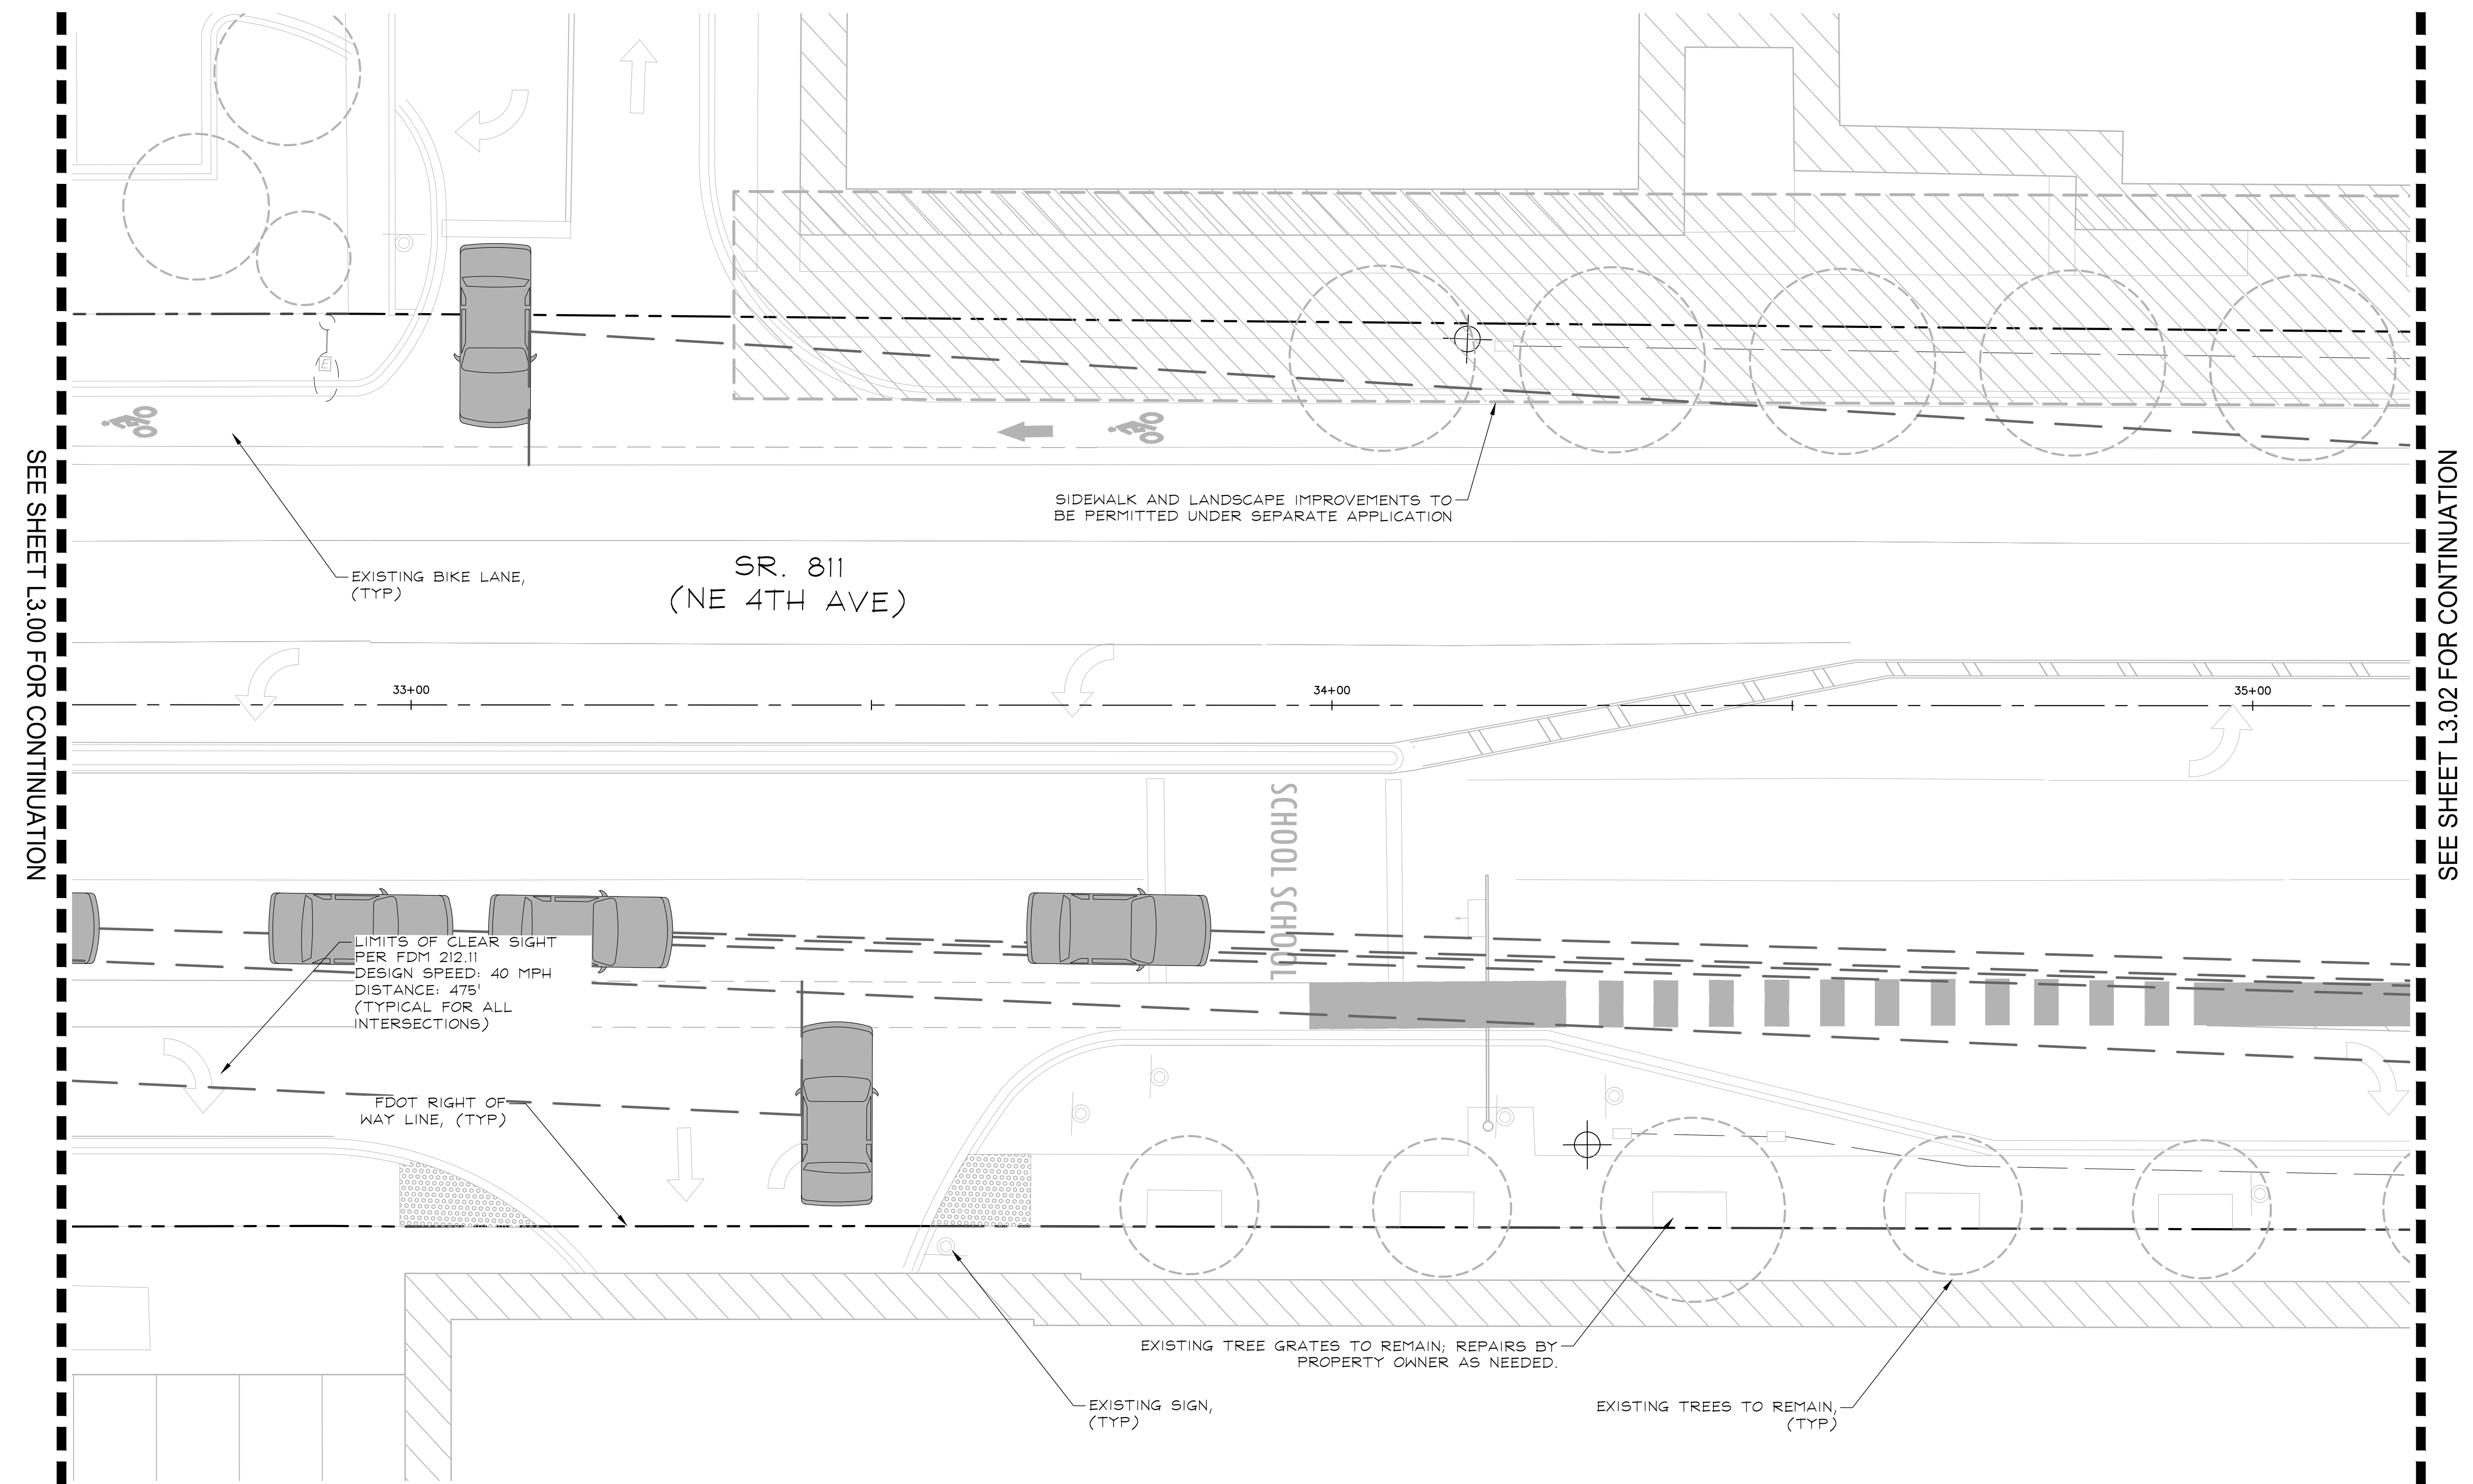 SEE SHEET L3.00 FOR CONTINUATION
E
SIDEWALK AND LANDSCAPE IMPROVEMENTS TO
BE PERMITTED UNDER SEPARATE APPLICATION
EXISTING BIKE LANE,
(TYP)
SR. 811
(NE 4TH AVE)
33+00
34+00
35+00
SCHOOL SCHOOL
LIMITS OF CLEAR SIGHT
PER FDM 212.11
DESIGN SPEED: 40 MPH
DISTANCE: 475'
(TYPICAL FOR ALL
INTERSECTIONS)
FDOT RIGHT OF
WAY LINE, (TYP)
EXISTING TREE GRATES TO REMAIN; REPAIRS BY
PROPERTY OWNER AS NEEDED.
EXISTING SIGN,
(TYP)
EXISTING TREES TO REMAIN,
(TYP)
SEE SHEET L3.02 FOR CONTINUATION